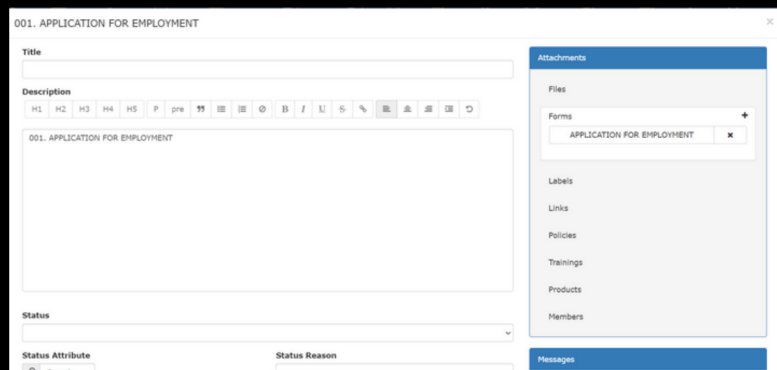 001. APPLICATION FOR EMPLOYMENT
×
Title
Description
H1 H2 H3 H4 H5 P pre B I U S
001. APPLICATION FOR EMPLOYMENT
Status
Status Attribute
Status Reason
Attachments
Files
Forms +
APPLICATION FOR EMPLOYMENT ×
Labels
Links
Policies
Trainings
Products
Members
Messages